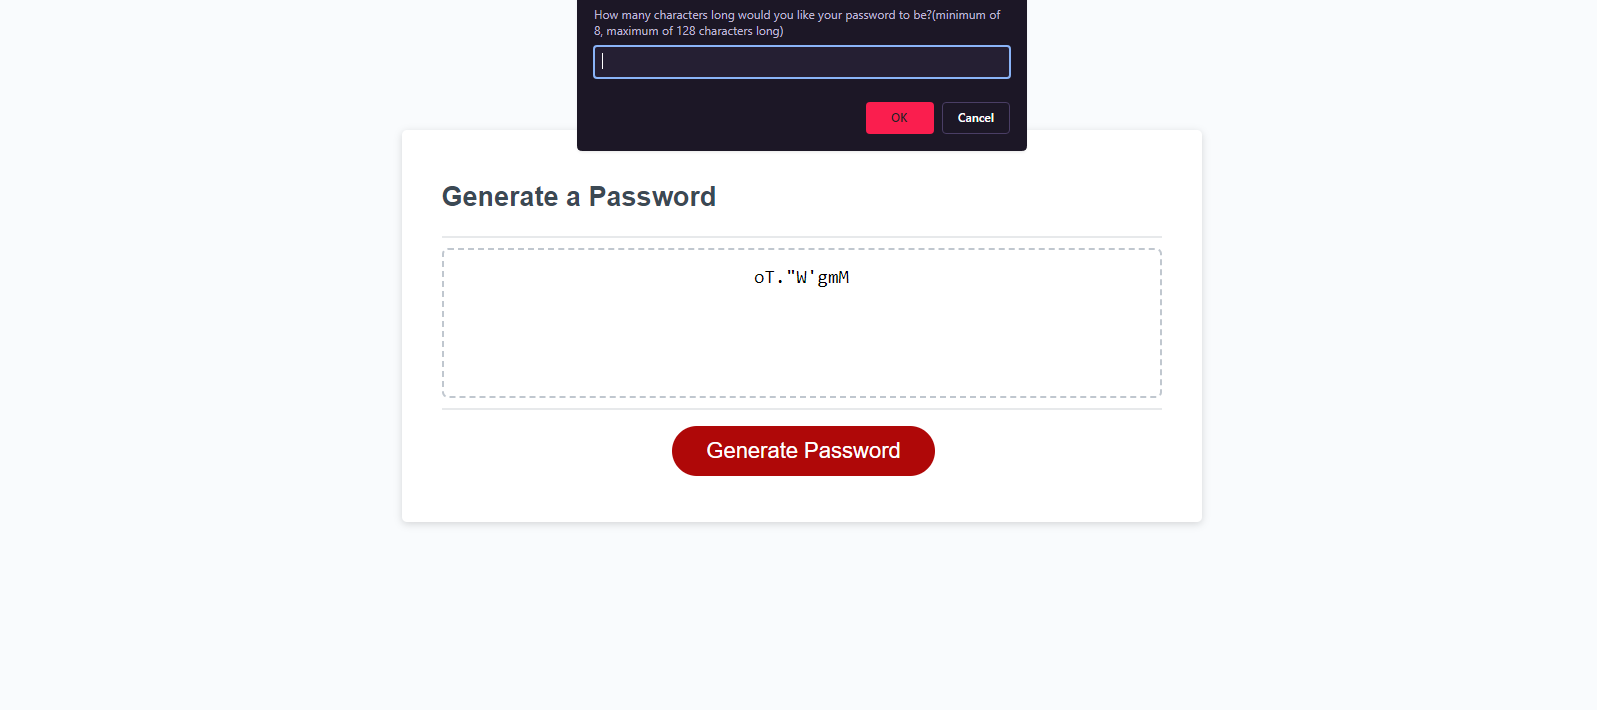 How many characters long would you like your password to be?(minimum of
8, maximum of 128 characters long)
OK
Cancel
Generate a Password
oT."W'gmM
Generate Password